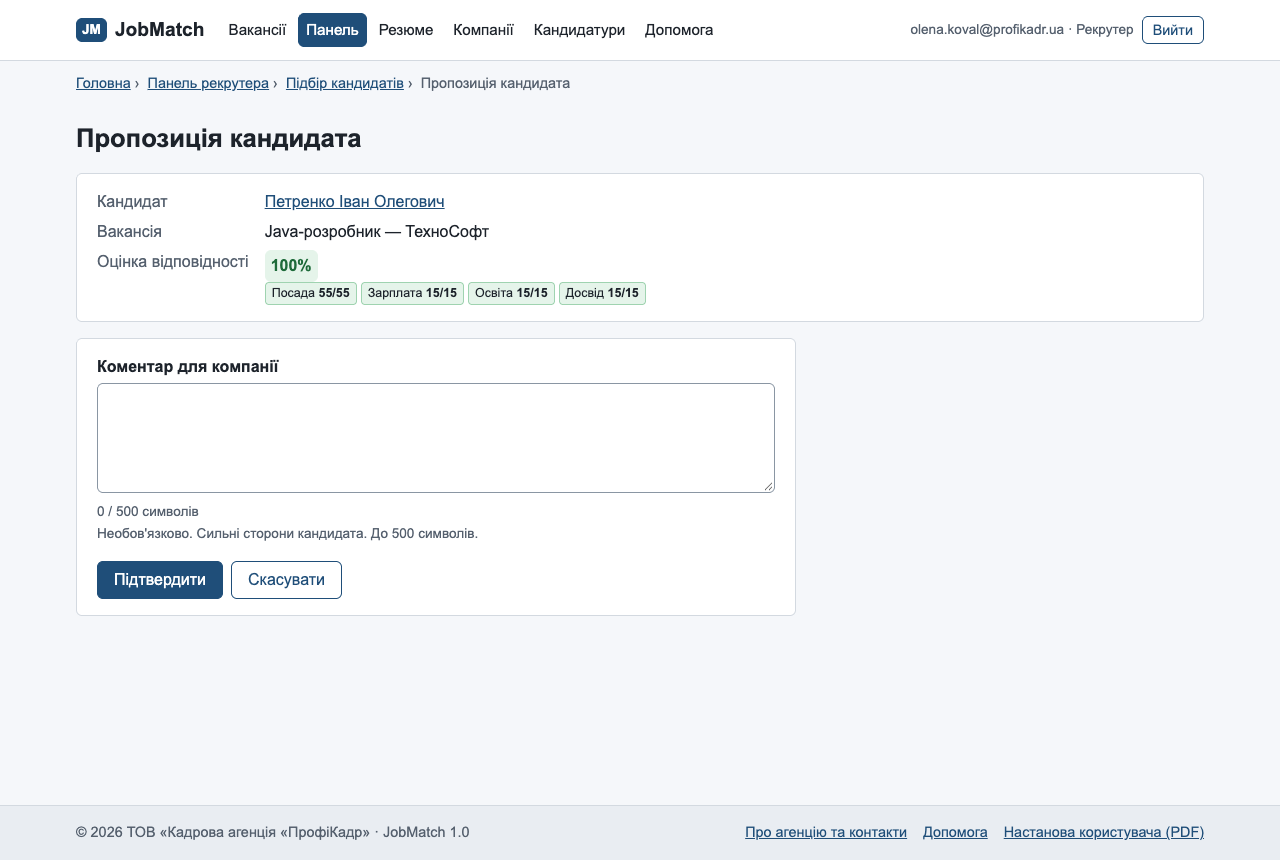 JM JobMatch Вакансії Панель Резюме Компанії Кандидатури Допомога olena.koval@profikadr.ua · Рекрутер Вийти
Головна › Панель рекрутера › Підбір кандидатів › Пропозиція кандидата
Пропозиція кандидата
Кандидат Петренко Іван Олегович
Вакансія Java-розробник — ТехноСофт
Оцінка відповідності 100%
Посада 55/55 Зарплата 15/15 Освіта 15/15 Досвід 15/15
Коментар для компанії
0 / 500 символів
Необов'язково. Сильні сторони кандидата. До 500 символів.
Підтвердити Скасувати
© 2026 ТОВ «Кадрова агенція «ПрофіКадр» · JobMatch 1.0 Про агенцію та контакти Допомога Настанова користувача (PDF)